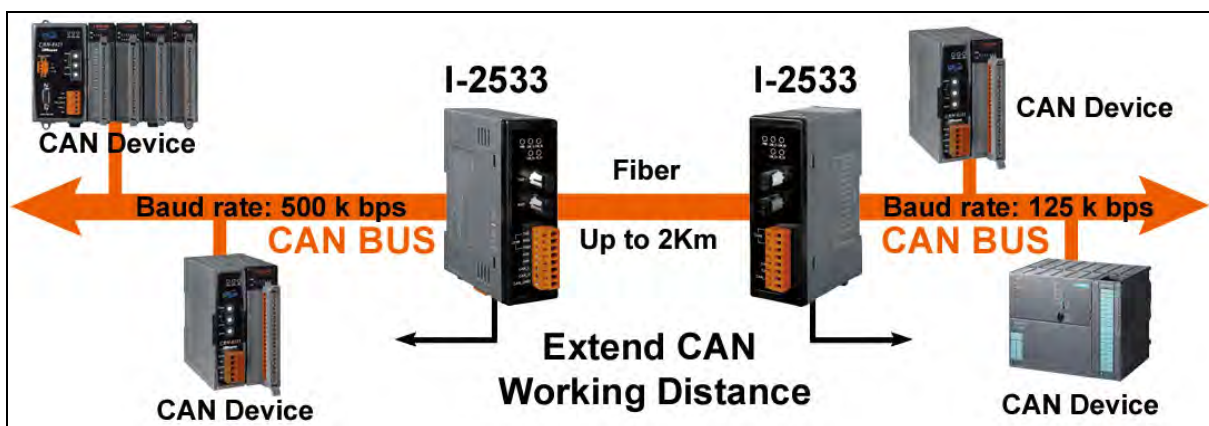 I-2533
I-2533
CAN Device
CAN Device
Fiber
Baud rate: 500 k bps
Baud rate: 125 k bps
CAN BUS
Up to 2Km
CAN BUS
Extend CAN
Working Distance
CAN Device
CAN Device